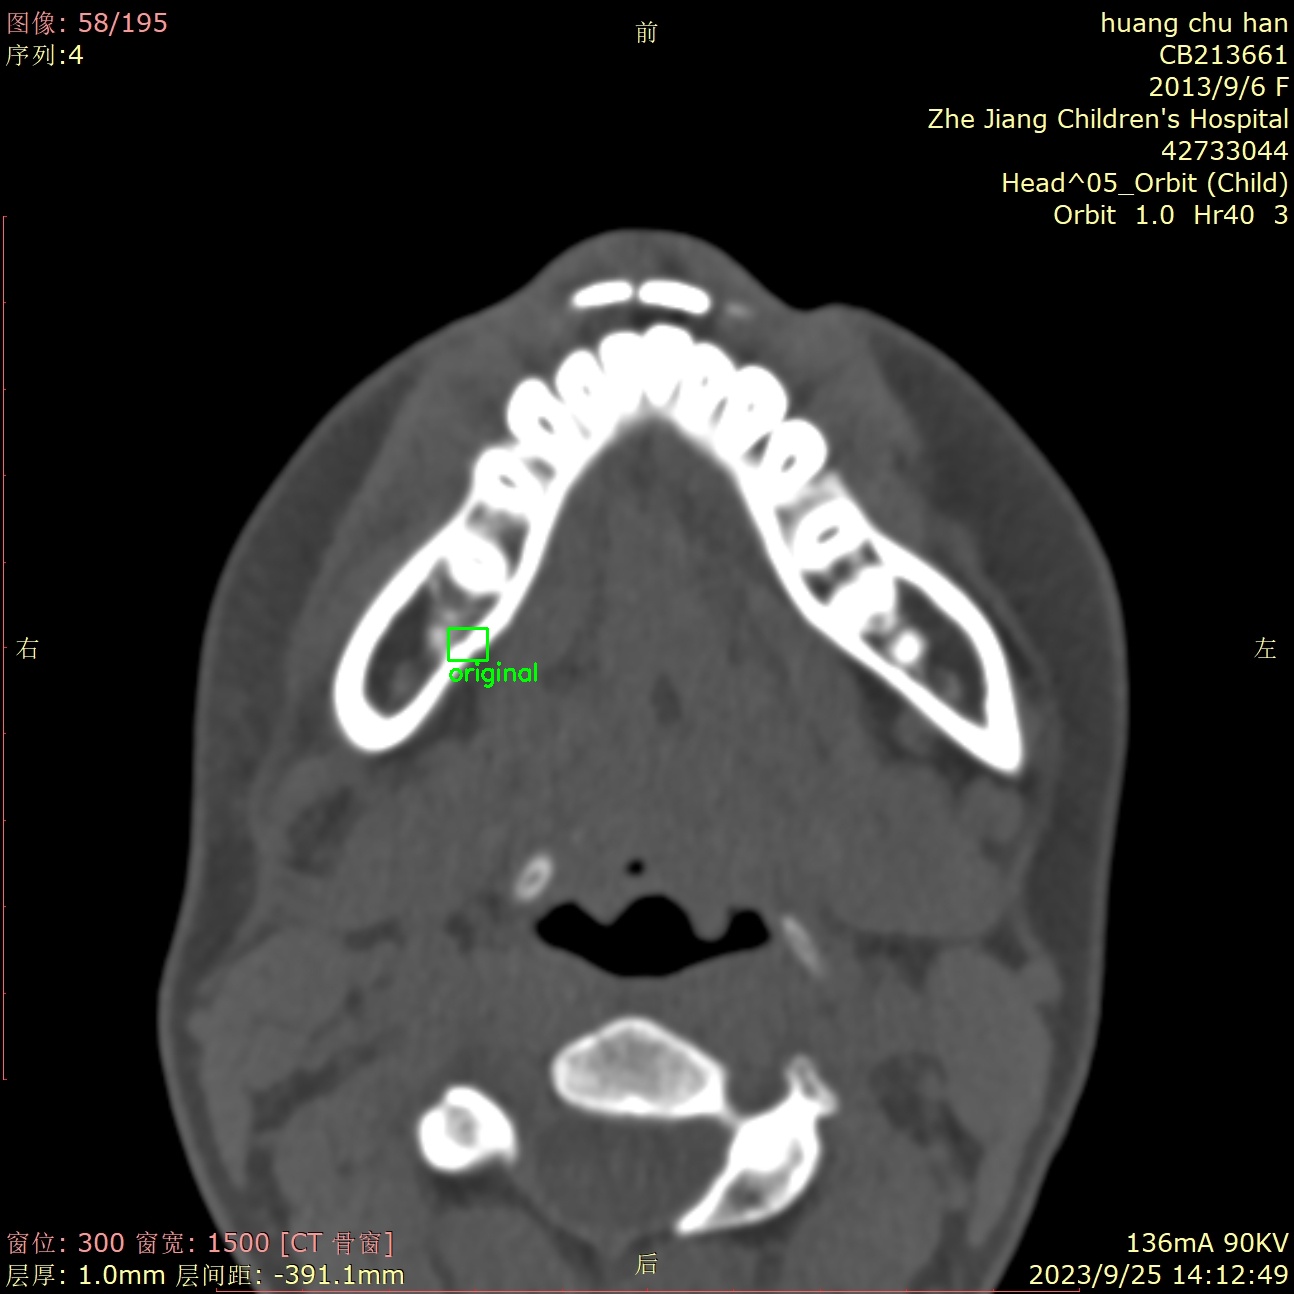 图像: 58/195
序列:4
前
huang chu han
CB213661
2013/9/6 F
Zhe Jiang Children's Hospital
42733044
Head^05_Orbit (Child)
Orbit 1.0 Hr40 3
右
左
original
窗位: 300 窗宽: 1500 [CT 骨窗]
层厚: 1.0mm 层间距: -391.1mm
后
136mA 90KV
2023/9/25 14:12:49